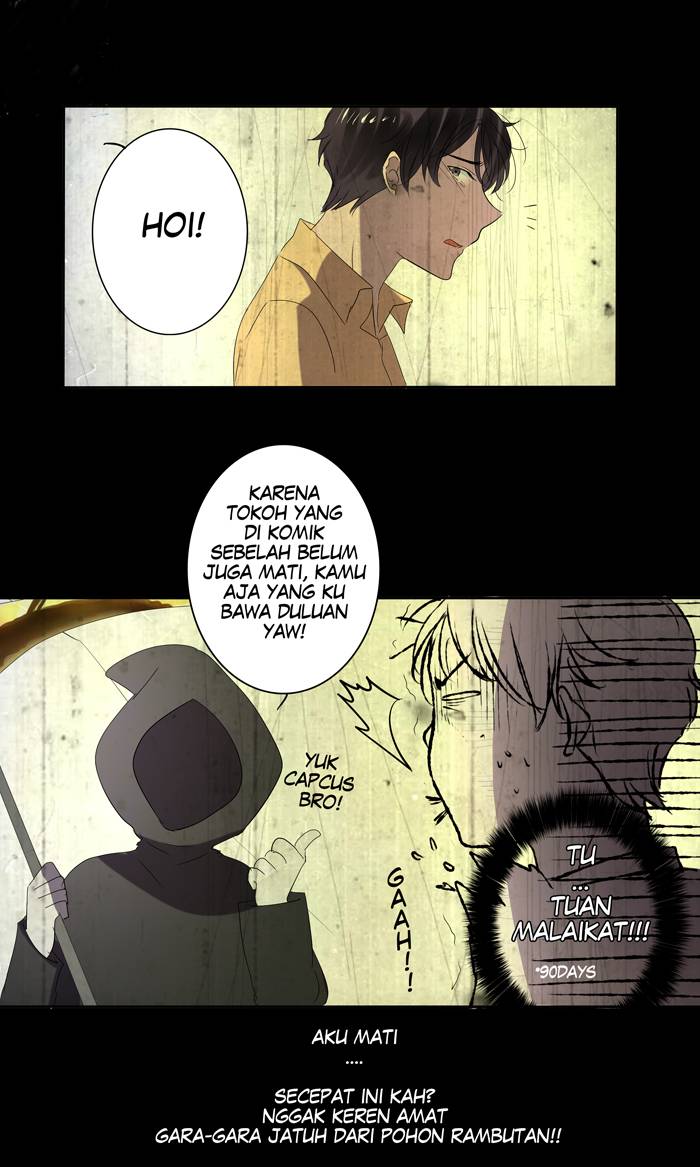 HOI!
KARENA
TOKOH YANG
DI KOMIK
SEBELAH BELUM
JUGA MATI, KAMU
AJA YANG KU
BAWA DULUAN
YAW!
YUK
CAPCUS
BRO!
GAAH!!
TU
...
TUAN
MALAIKAT!!!
*90DAYS
AKU MATI
....
SECEPAT INI KAH?
NGGAK KEREN AMAT
GARA-GARA JATUH DARI POHON RAMBUTAN!!